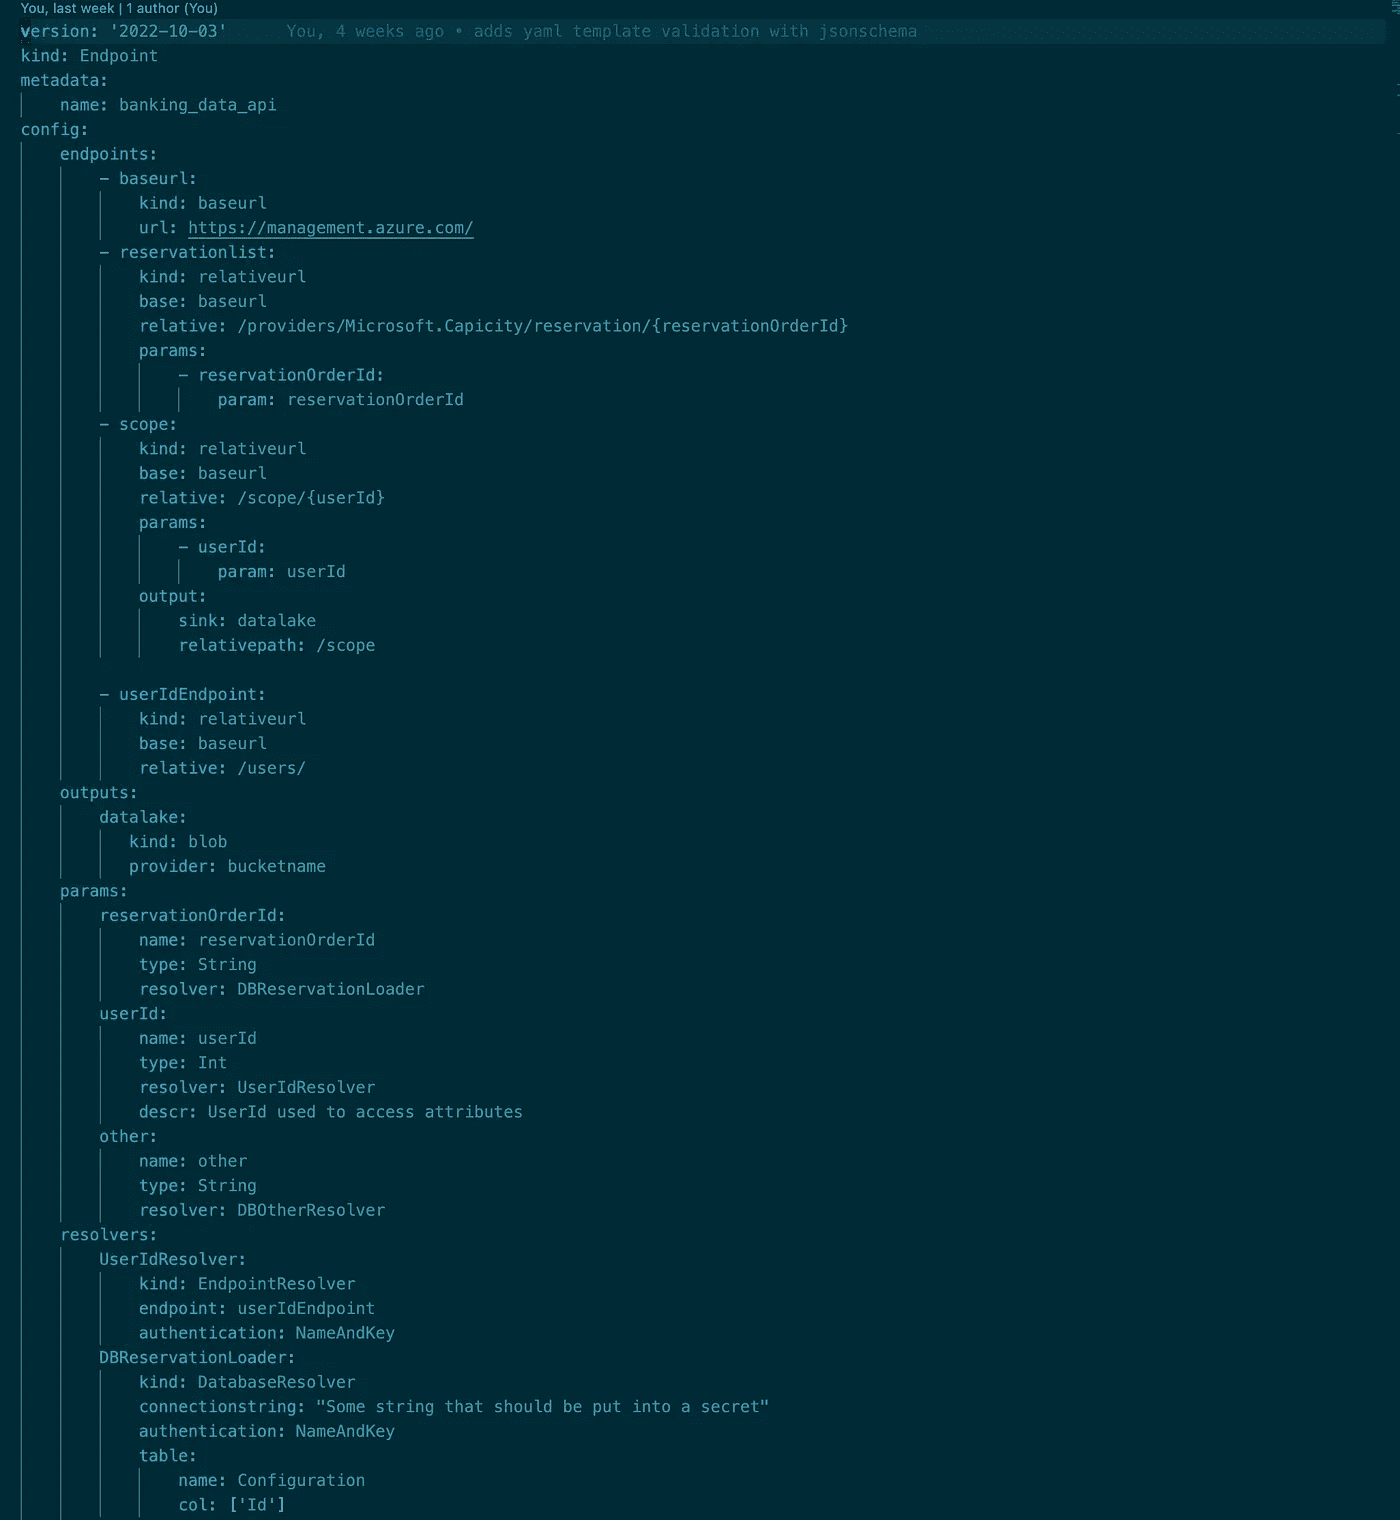 You, last week | 1 author (You)
version: '2022-10-03' You, 4 weeks ago • adds yaml template validation with jsonschema
kind: Endpoint
metadata:
name: banking_data_api
config:
endpoints:
- baseurl:
kind: baseurl
url: https://management.azure.com/
- reservationlist:
kind: relativeurl
base: baseurl
relative: /providers/Microsoft.Capicity/reservation/{reservationOrderId}
params:
- reservationOrderId:
param: reservationOrderId
- scope:
kind: relativeurl
base: baseurl
relative: /scope/{userId}
params:
- userId:
param: userId
output:
sink: datalake
relativepath: /scope
- userIdEndpoint:
kind: relativeurl
base: baseurl
relative: /users/
outputs:
datalake:
kind: blob
provider: bucketname
params:
reservationOrderId:
name: reservationOrderId
type: String
resolver: DBReservationLoader
userId:
name: userId
type: Int
resolver: UserIdResolver
descr: UserId used to access attributes
other:
name: other
type: String
resolver: DBOtherResolver
resolvers:
UserIdResolver:
kind: EndpointResolver
endpoint: userIdEndpoint
authentication: NameAndKey
DBReservationLoader:
kind: DatabaseResolver
connectionstring: "Some string that should be put into a secret"
authentication: NameAndKey
table:
name: Configuration
col: ['Id']